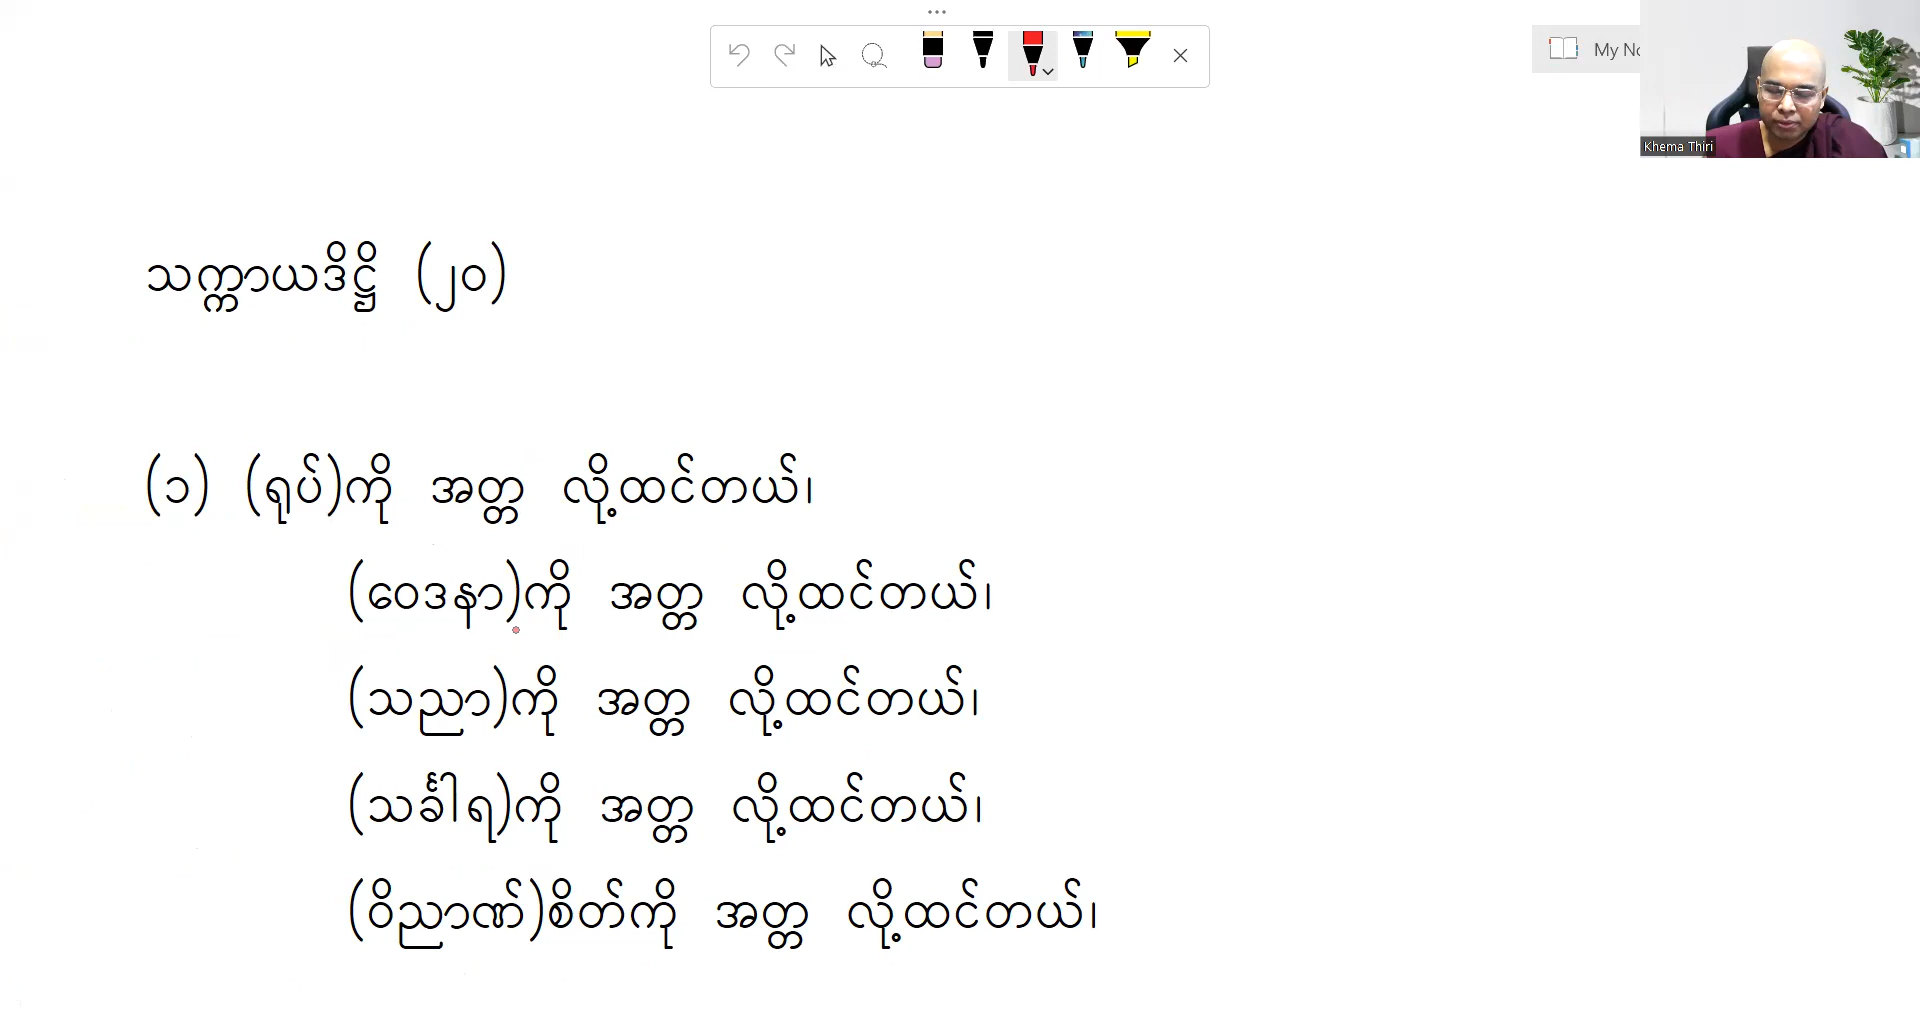 My No
Khema Thiri
သက္ကာယဒိဋ္ဌိ (၂၀)
(၁) (ရုပ်)ကို အတ္တ လို့ထင်တယ်၊
(ဝေဒနာ)ကို အတ္တ လို့ထင်တယ်၊
(သညာ)ကို အတ္တ လို့ထင်တယ်၊
(သင်္ခါရ)ကို အတ္တ လို့ထင်တယ်၊
(ဝိညာဏ်)စိတ်ကို အတ္တ လို့ထင်တယ်၊